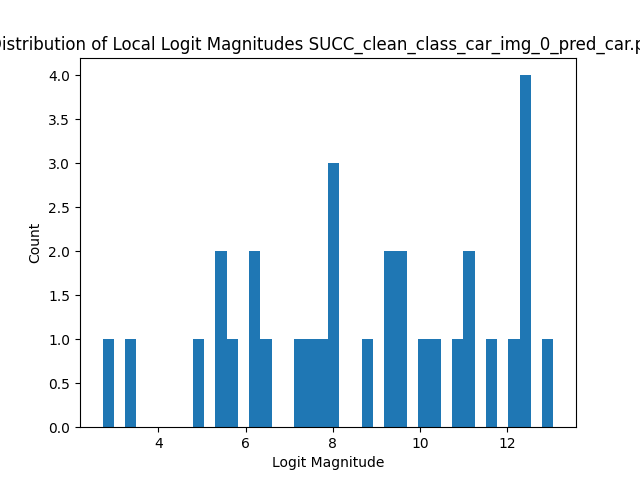 istribution of Local Logit Magnitudes SUCC_clean_class_car_img_0_pred_car.p
4.0
3.5
3.0
2.5
2.0
1.5
1.0
0.5
0.0
Count
4 6 8 10 12
Logit Magnitude